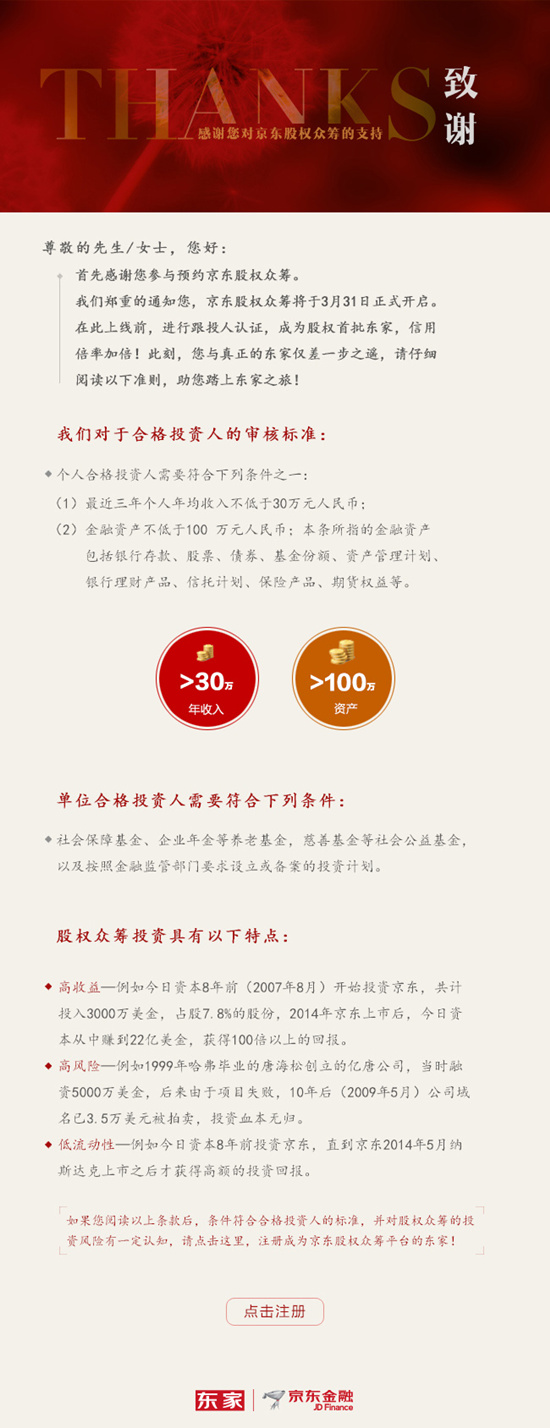 THANKS
致谢
感谢您对京东股权众筹的支持
尊敬的先生/女士，您好：
首先感谢您参与预约京东股权众筹。
我们郑重的通知您，京东股权众筹将于3月31日正式开启。
在此上线前，进行跟投人认证，成为股权首批东家，信用
倍率加倍！此刻，您与真正的东家仅差一步之遥，请仔细
阅读以下准则，助您踏上东家之旅！
我们对于合格投资人的审核标准：
个人合格投资人需要符合下列条件之一：
（1）最近三年个人年均收入不低于30万元人民币；
（2）金融资产不低于100 万元人民币；本条所指的金融资产
包括银行存款、股票、债券、基金份额、资产管理计划、
银行理财产品、信托计划、保险产品、期货权益等。
>30万
年收入
>100万
资产
单位合格投资人需要符合下列条件：
社会保障基金、企业年金等养老基金，慈善基金等社会公益基金，
以及按照金融监管部门要求设立或备案的投资计划。
股权众筹投资具有以下特点：
高收益—例如今日资本8年前（2007年8月）开始投资京东，共计
投入3000万美金，占股7.8%的股份，2014年京东上市后，今日资
本从中赚到22亿美金，获得100倍以上的回报。
高风险—例如1999年哈弗毕业的唐海松创立的亿唐公司，当时融
资5000万美金，后来由于项目失败，10年后（2009年5月）公司域
名已3.5万美元被拍卖，投资血本无归。
低流动性—例如今日资本8年前投资京东，直到京东2014年5月纳
斯达克上市之后才获得高额的投资回报。
如果您阅读以上条款后，条件符合合格投资人的标准，并对股权众筹的投
资风险有一定认知，请点击这里，注册成为京东股权众筹平台的东家！
点击注册
东家
京东金融
JD Finance